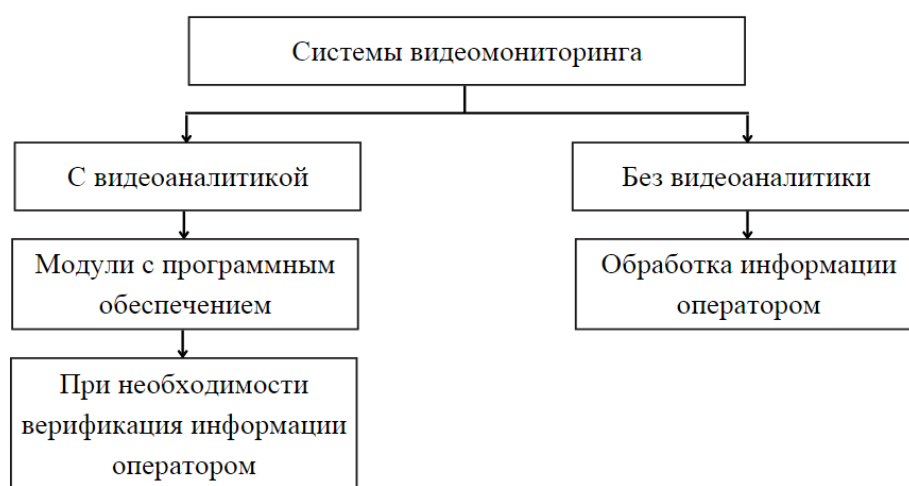 Системы видеомониторинга
С видеоаналитикой
Без видеоаналитики
Модули с программным
обеспечением
Обработка информации
оператором
При необходимости
верификация информации
оператором